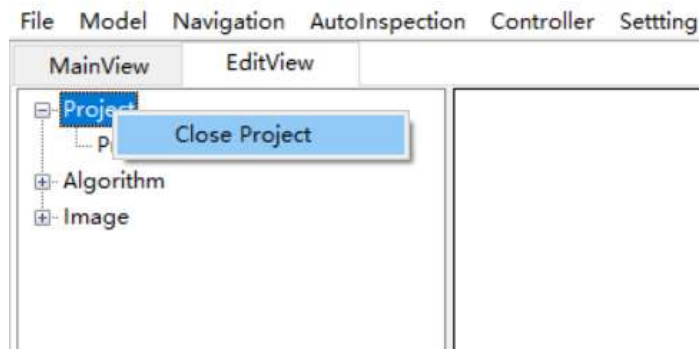 File Model Navigation AutoInspection Controller Settting
MainView EditView
Project
Close Project
Algorithm
Image